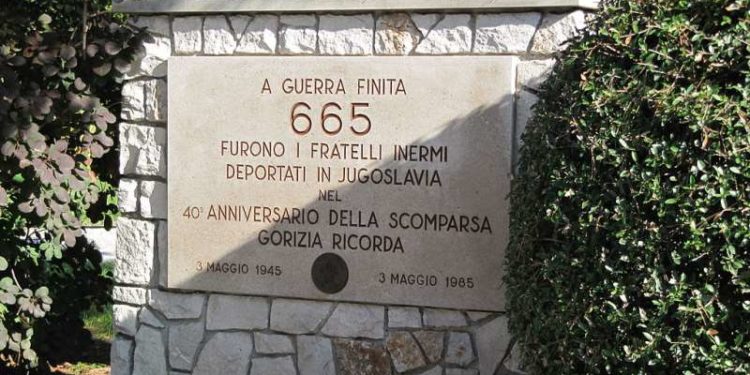 A GUERRA FINITA
665
FURONO I FRATELLI INERMI
DEPORTATI IN JUGOSLAVIA
NEL
40° ANNIVERSARIO DELLA SCOMPARSA
GORIZIA RICORDA
3 MAGGIO 1945 3 MAGGIO 1985